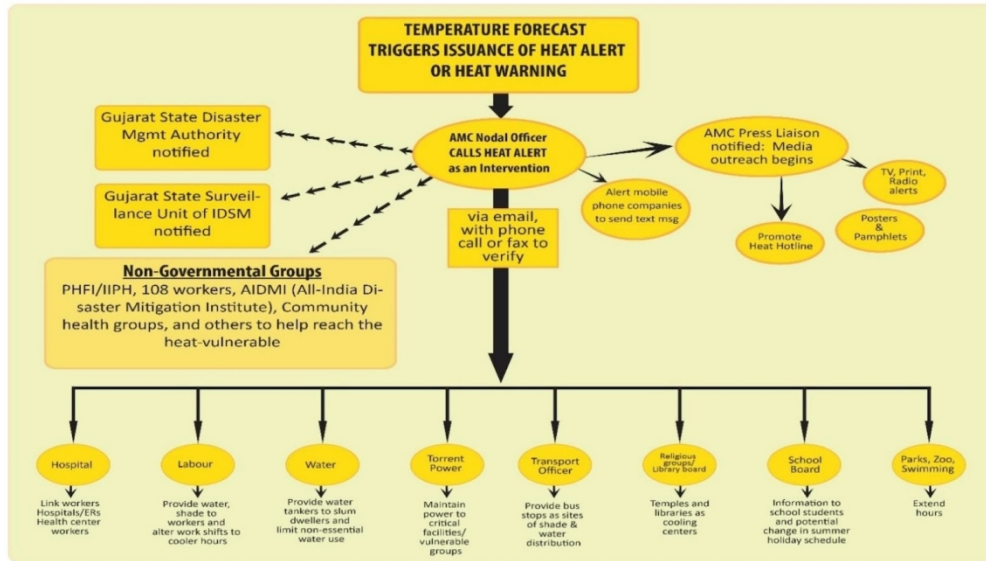 TEMPERATURE FORECAST
TRIGGERS ISSUANCE OF HEAT ALERT
OR HEAT WARNING
Gujarat State Disaster
Mgmt Authority
notified
AMC Nodal Officer
CALLS HEAT ALERT
as an Intervention
AMC Press Liaison
notified: Media
outreach begins
TV, Print,
Radio
alerts
Gujarat State Surveil-
lance Unit of IDSM
notified
Alert mobile
phone companies
to send text msg
via email,
with phone
call or fax to
verify
Promote
Heat Hotline
Posters
&
Pamphlets
Non-Governmental Groups
PHFI/IIPH, 108 workers, AIDMI (All-India Di-
saster Mitigation Institute), Community
health groups, and others to help reach the
heat-vulnerable
Hospital
Labour
Water
Torrent
Power
Transport
Officer
Religious
groups/
Library board
School
Board
Parks, Zoo,
Swimming
Link workers
Hospitals/ERs
Health center
workers
Provide water,
shade to
workers and
alter work shifts to
cooler hours
Provide water
tankers to slum
dwellers and
limit non-essential
water use
Maintain
power to
critical
facilities/
vulnerable
groups
Provide bus
stops as sites
of shade &
water
distribution
Temples and
libraries as
cooling
centers
Information to
school students
and potential
change in summer
holiday schedule
Extend
hours